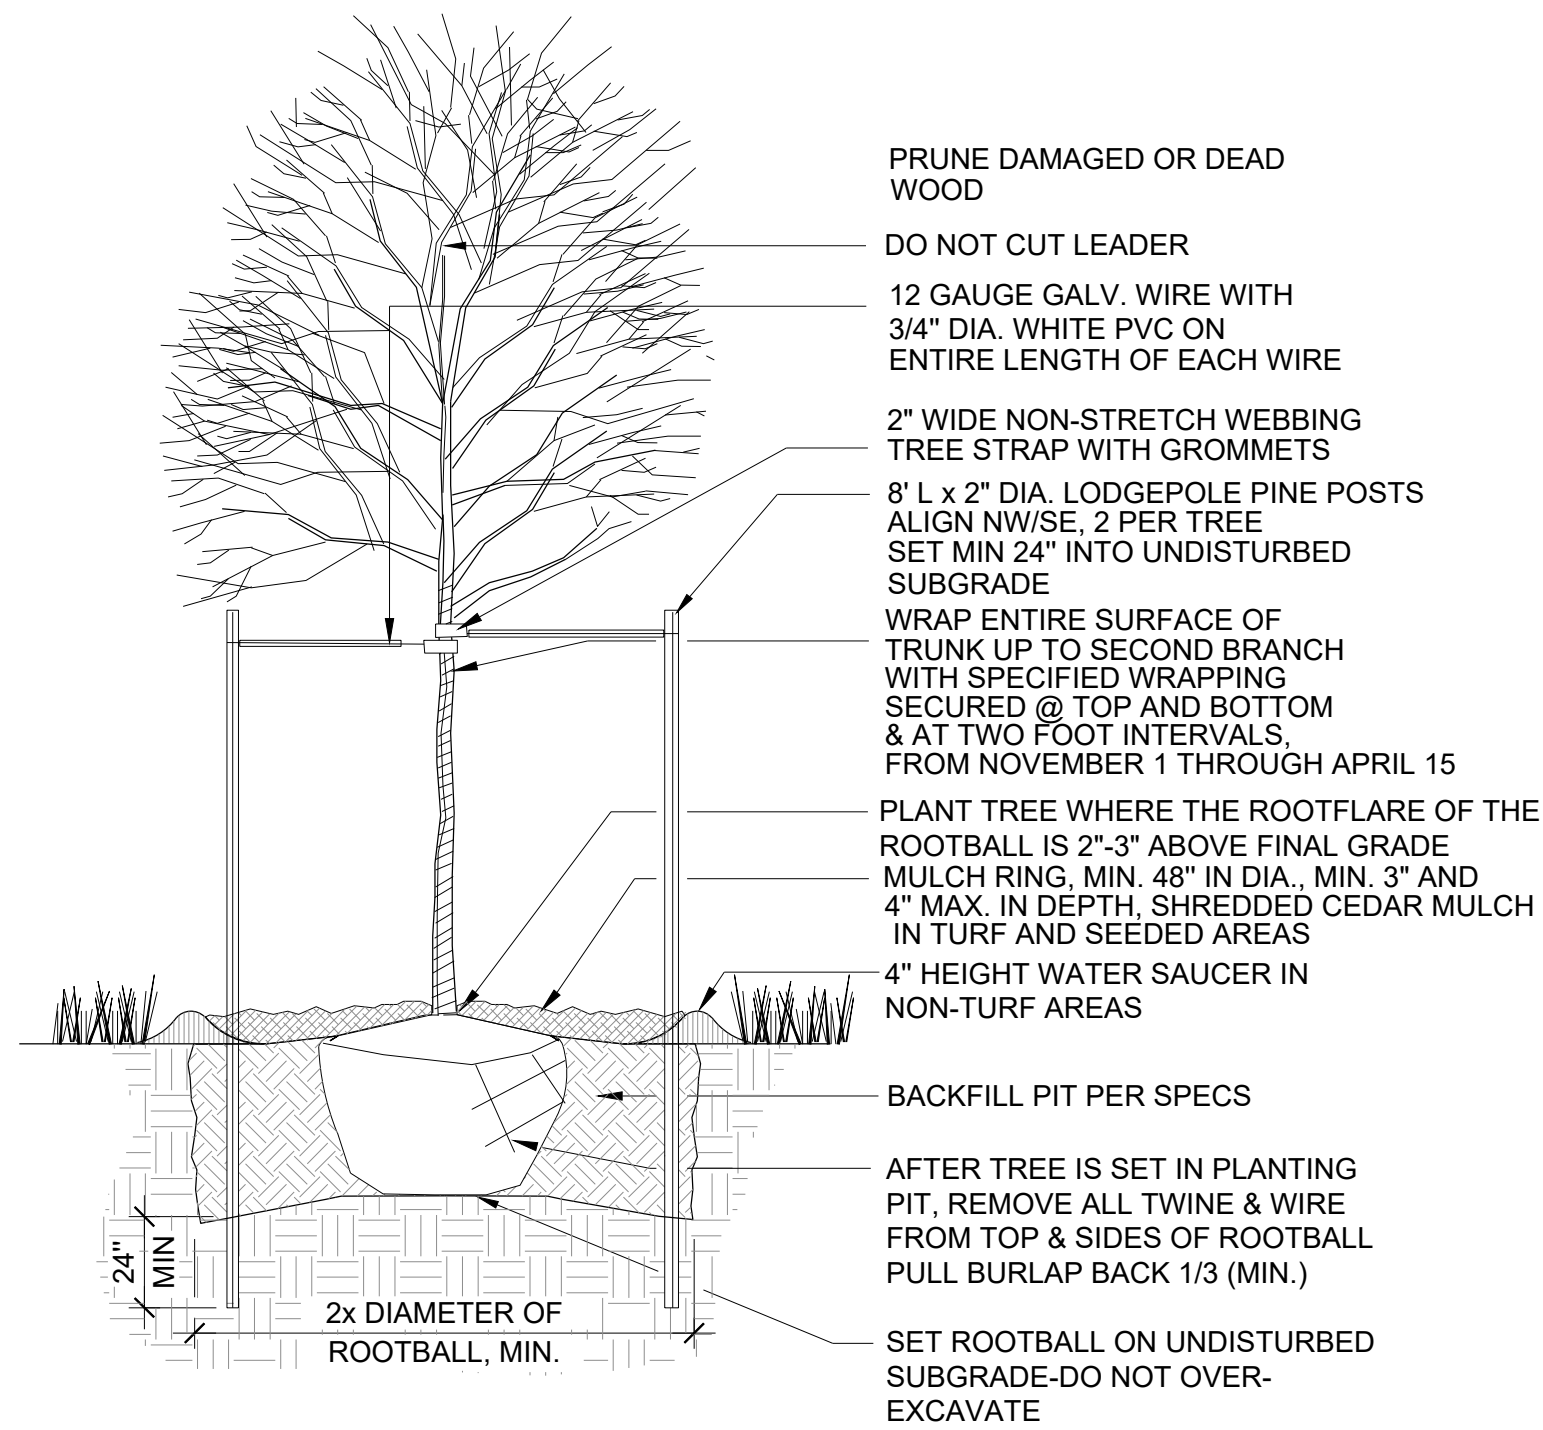 PRUNE DAMAGED OR DEAD
WOOD
DO NOT CUT LEADER
12 GAUGE GALV. WIRE WITH
3/4" DIA. WHITE PVC ON
ENTIRE LENGTH OF EACH WIRE
2" WIDE NON-STRETCH WEBBING
TREE STRAP WITH GROMMETS
8' L x 2" DIA. LODGEPOLE PINE POSTS
ALIGN NW/SE, 2 PER TREE
SET MIN 24" INTO UNDISTURBED
SUBGRADE
WRAP ENTIRE SURFACE OF
TRUNK UP TO SECOND BRANCH
WITH SPECIFIED WRAPPING
SECURED @ TOP AND BOTTOM
& AT TWO FOOT INTERVALS,
FROM NOVEMBER 1 THROUGH APRIL 15
PLANT TREE WHERE THE ROOTFLARE OF THE
ROOTBALL IS 2"-3" ABOVE FINAL GRADE
MULCH RING, MIN. 48" IN DIA., MIN. 3" AND
4" MAX. IN DEPTH, SHREDDED CEDAR MULCH
IN TURF AND SEEDED AREAS
4" HEIGHT WATER SAUCER IN
NON-TURF AREAS
BACKFILL PIT PER SPECS
AFTER TREE IS SET IN PLANTING
PIT, REMOVE ALL TWINE & WIRE
FROM TOP & SIDES OF ROOTBALL
PULL BURLAP BACK 1/3 (MIN.)
SET ROOTBALL ON UNDISTURBED
SUBGRADE-DO NOT OVER-
EXCAVATE
24"
MIN
2x DIAMETER OF
ROOTBALL, MIN.